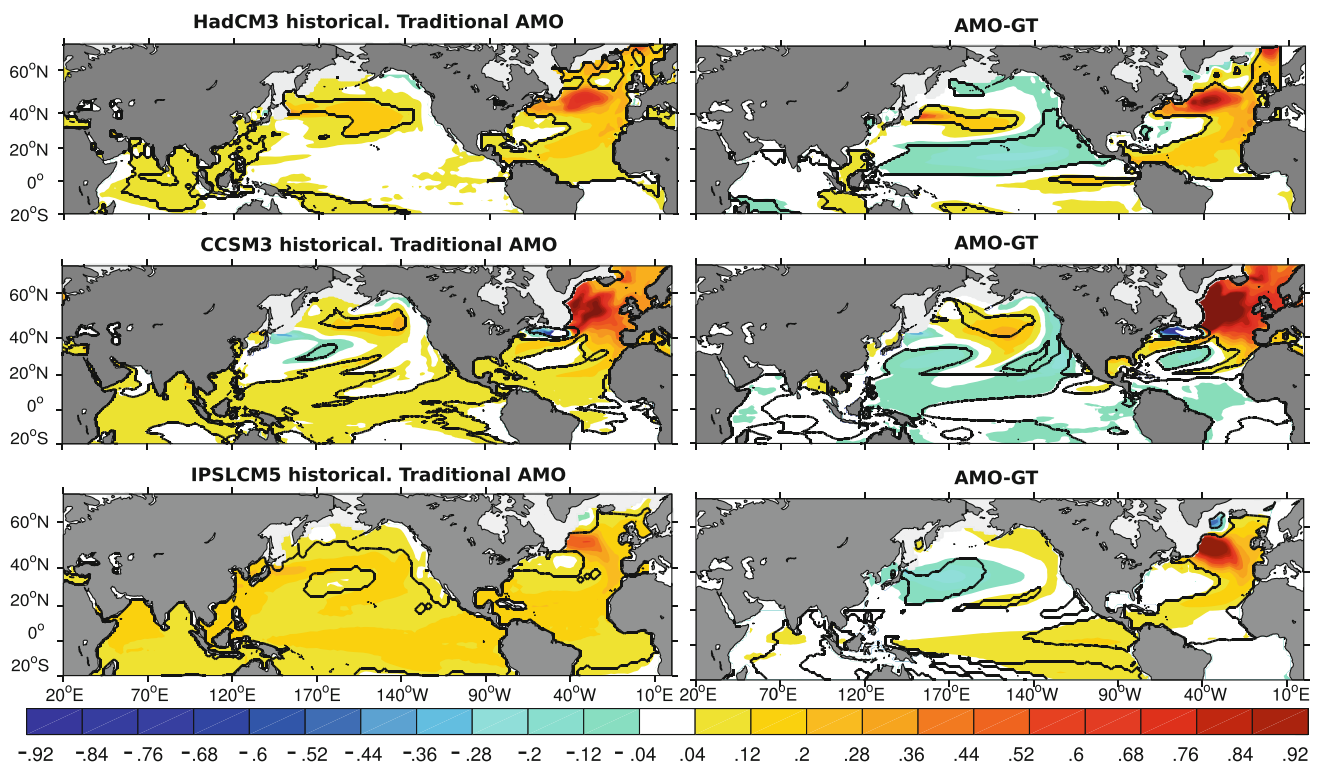 HadCM3 historical. Traditional AMO
AMO-GT
60°N
40°N
20°N
0°
20°S
CCSM3 historical. Traditional AMO
AMO-GT
60°N
40°N
20°N
0°
20°S
IPSLCM5 historical. Traditional AMO
AMO-GT
60°N
40°N
20°N
0°
20°S
20°E 70°E 120°E 170°E 140°W 90°W 40°W 10°E 20°E 70°E 120°E 170°E 140°W 90°W 40°W 10°E
-.92 -.84 -.76 -.68 -.6 -.52 -.44 -.36 -.28 -.2 -.12 -.04 .04 .12 .2 .28 .36 .44 .52 .6 .68 .76 .84 .92